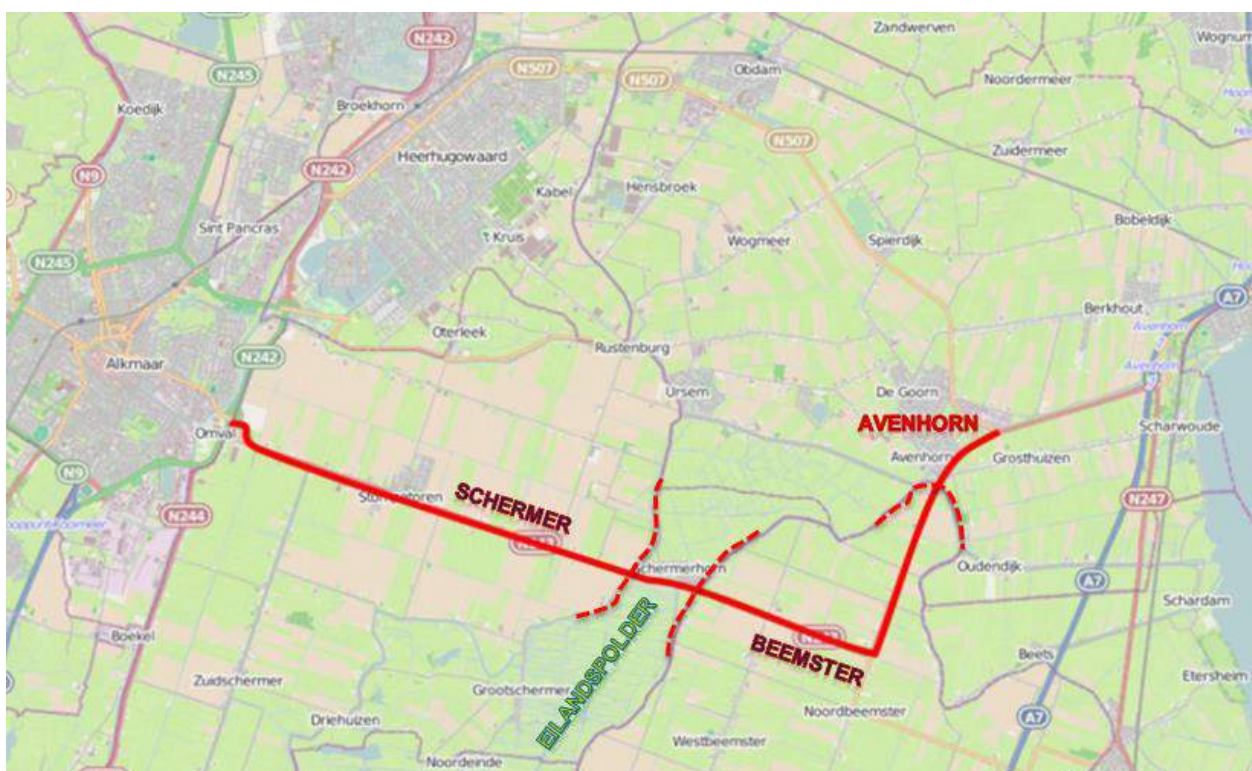 Zandwerven
N242
Wognum
N245
N507
Obdam
N507
Noordermeer
Koedijk
Broekhorn
N507
Zuidermeer
N242
Heerhugowaard
N9
Kabel
Hensbroek
Sint Pancras
't Kruis
Wogmeer
Spierdijk
Bobeldijk
N245
A7
Berkhout
Oterleek
Avenhorn
Rustenburg
N242
Alkmaar
Avenhorn
Ursem
De Goorn
AVENHORN
Scharwoude
Omval
Avenhorn
Grosthuizen
N9
SCHERMER
N247
N244
Schermerhorn
Oudendijk
A7
EILANDSPOLDER
Schardam
Boekel
BEEMSTER
Beets
Zuidschermer
Etersheim
Grootschermer
Noordbeemster
Driehuizen
A7
Westbeemster
Noordeinde